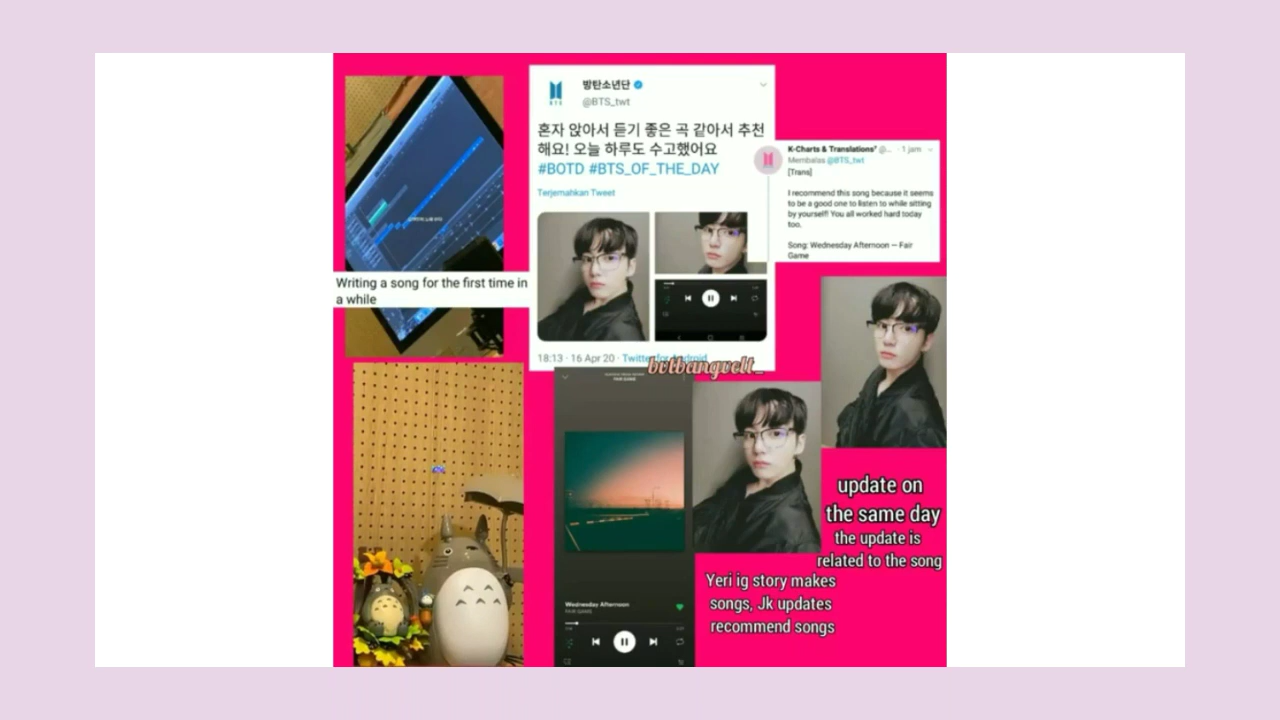 방탄소년단
@BTS_twt
혼자 앉아서 듣기 좋은 곡 같아서 추천
해요! 오늘 하루도 수고했어요
#BOTD #BTS_OF_THE_DAY
Terjemahkan Tweet
18:13 · 16 Apr 20 · Twitter for Android
K-Charts & Translations" @... · 1 jam
Membalas @BTS_twt
[Trans]
I recommend this song because it seems
to be a good one to listen to while sitting
by yourself! You all worked hard today
too,
Song: Wednesday Afternoon — Fair
Game
Writing a song for the first time in
a while
BTS
Wednesday Afternoon
update on
the same day
the update is
related to the song
Yeri ig story makes
songs, Jk updates
recommend songs